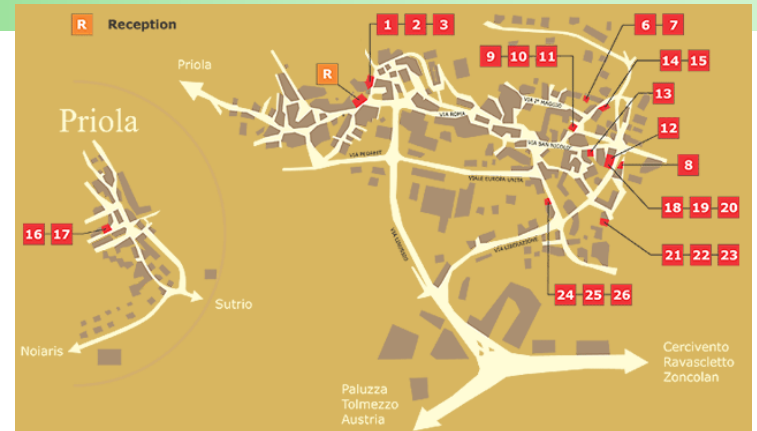 R Reception
1 2 3
R
Priola
6 7
9 10 11
14 15
13
12
8
18 19 20
21 22 23
24 25 26
VIA ROMA
VIA SAN NICOLO'
VIALE EUROPA UNITA
VIA LIBERAZIONE
Priola
16 17
Sutrio
Noiaris
Paluzza
Tolmezzo
Austria
Cercivento
Ravascletto
Zoncolan